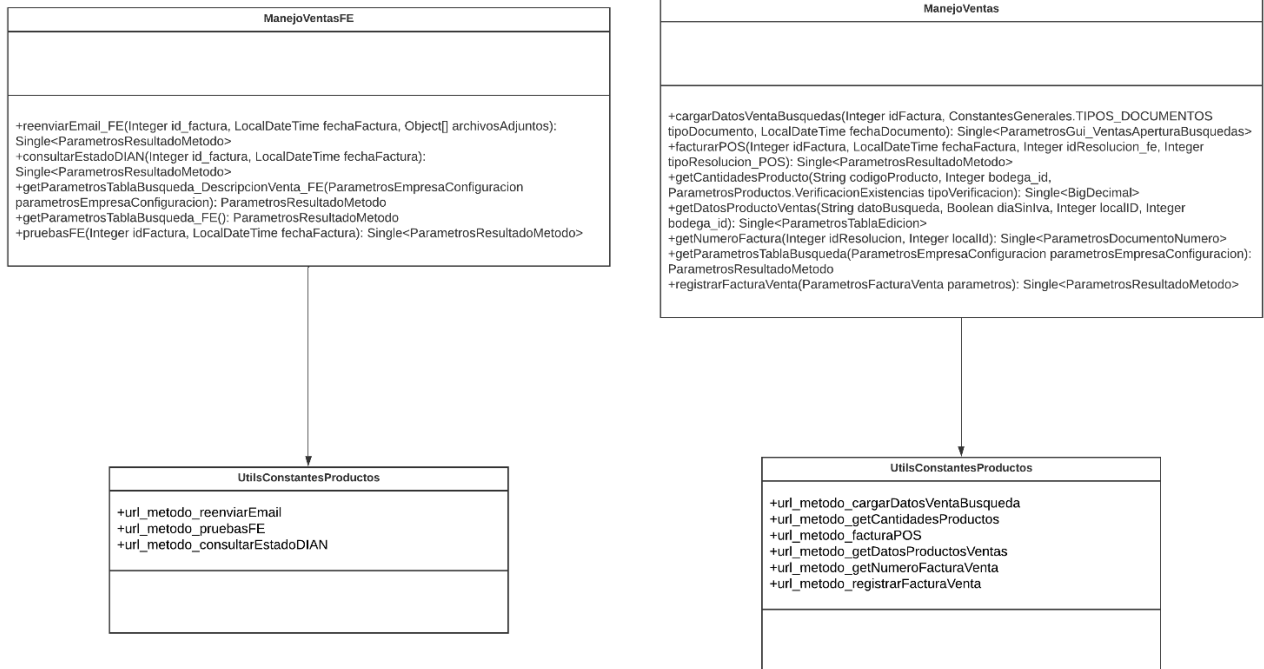 ManejoVentasFE
+reenviarEmail_FE(Integer id_factura, LocalDateTime fechaFactura, Object[] archivosAdjuntos):
Single<ParametrosResultadoMetodo>
+consultarEstadoDIAN(Integer id_factura, LocalDateTime fechaFactura):
Single<ParametrosResultadoMetodo>
+getParametrosTablaBusqueda_DescripcionVenta_FE(ParametrosEmpresaConfiguracion
parametrosEmpresaConfiguracion): ParametrosResultadoMetodo
+getParametrosTablaBusqueda_FE(): ParametrosResultadoMetodo
+pruebasFE(Integer idFactura, LocalDateTime fechaFactura): Single<ParametrosResultadoMetodo>
UtilsConstantesProductos
+url_metodo_reenviarEmail
+url_metodo_pruebasFE
+url_metodo_consultarEstadoDIAN
ManejoVentas
+cargarDatosVentaBusquedas(Integer idFactura, ConstantesGenerales.TIPOS_DOCUMENTOS
tipoDocumento, LocalDateTime fechaDocumento): Single<ParametrosGui_VentasAperturaBusquedas>
+facturarPOS(Integer idFactura, LocalDateTime fechaFactura, Integer idResolucion_fe, Integer
tipoResolucion_POS): Single<ParametrosResultadoMetodo>
+getCantidadesProducto(String codigoProducto, Integer bodega_id,
ParametrosProductos.VerificacionExistencias tipoVerificacion): Single<BigDecimal>
+getDatosProductoVentas(String datoBusqueda, Boolean diaSinIva, Integer localID, Integer
bodega_id): Single<ParametrosTablaEdicion>
+getNumeroFactura(Integer idResolucion, Integer localId): Single<ParametrosDocumentoNumero>
+getParametrosTablaBusqueda(ParametrosEmpresaConfiguracion parametrosEmpresaConfiguracion):
ParametrosResultadoMetodo
+registrarFacturaVenta(ParametrosFacturaVenta parametros): Single<ParametrosResultadoMetodo>
UtilsConstantesProductos
+url_metodo_cargarDatosVentaBusqueda
+url_metodo_getCantidadesProductos
+url_metodo_facturaPOS
+url_metodo_getDatosProductosVentas
+url_metodo_getNumeroFacturaVenta
+url_metodo_registrarFacturaVenta